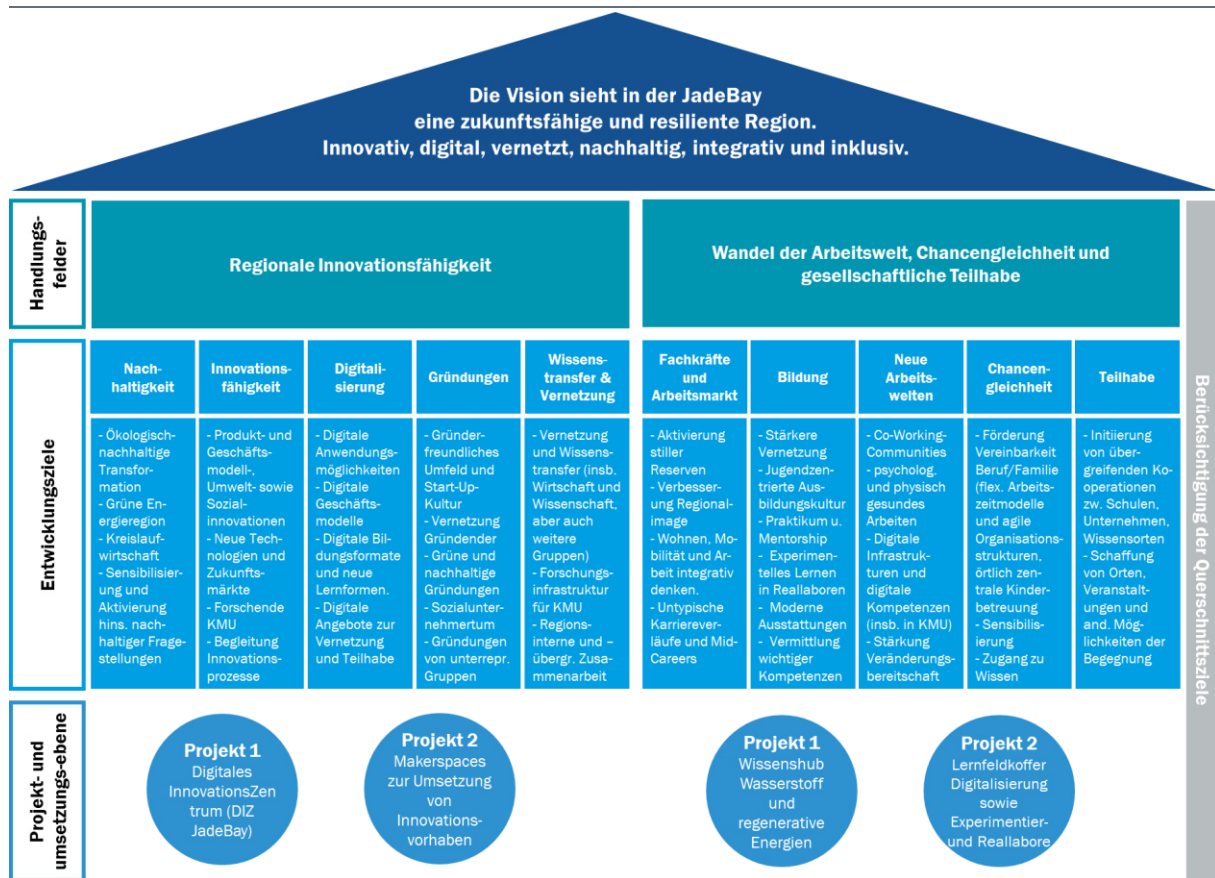 Die Vision sieht in der JadeBay
eine zukunftsfähige und resiliente Region.
Innovativ, digital, vernetzt, nachhaltig, integrativ und inklusiv.
Handlungs-
felder
Regionale Innovationsfähigkeit
Wandel der Arbeitswelt, Chancengleichheit und
gesellschaftliche Teilhabe
Entwicklungsziele
Nach-
haltigkeit
Innovations-
fähigkeit
Digitali-
sierung
Gründungen
Wissens-
transfer &
Vernetzung
Fachkräfte
und
Arbeitsmarkt
Bildung
Neue
Arbeits-
welten
Chancen-
gleichheit
Teilhabe
- Ökologisch-
nachhaltige
Transfor-
mation
- Grüne En-
ergieregion
- Kreislauf-
wirtschaft
- Sensibilisier-
ung und
Aktivierung
hins. nach-
haltiger Frage-
stellungen
- Produkt- und
Geschäfts-
modell-,
Umwelt- sowie
Sozial-
innovationen
- Neue Tech-
nologien und
Zukunfts-
märkte
- Forschende
KMU
- Begleitung
Innovations-
prozesse
- Digitale
Anwendungs-
möglichkeiten
- Digitale
Geschäfts-
modelle
- Digitale Bil-
dungsformate
und neue
Lernformen.
- Digitale
Angebote zur
Vernetzung
und Teilhabe
- Gründer-
freundliches
Umfeld und
Start-Up-
Kultur
- Vernetzung
Gründender
- Grüne und
nachhaltige
Gründungen
- Sozialunter-
nehmertum
- Gründungen
von unterrepr.
Gruppen
- Vernetzung
und Wissens-
transfer (insb.
Wirtschaft und
Wissenschaft,
aber auch
weitere
Gruppen)
- Forschungs-
infrastruktur
für KMU
- Regions-
interne und –
übergr. Zusa-
mmenarbeit
- Aktivierung
stiller
Reserven
- Verbesser-
ung Regional-
image
- Wohnen, Mo-
bilität und Ar-
beit integrativ
denken.
- Untypische
Karrierever-
läufe und Mid-
Careers
- Stärkere
Vernetzung
- Jugendzen-
trierte Aus-
bildungskultur
- Praktikum u.
Mentorship
- Experimen-
telles Lernen
in Reallaboren
- Moderne
Ausstattungen
- Vermittlung
wichtiger
Kompetenzen
- Co-Working-
Communities
- psycholog.
und physisch
gesundes
Arbeiten
- Digitale
Infrastruk-
turen und
digitale
Kompetenzen
(insb. in KMU)
- Stärkung
Veränderungs-
bereitschaft
- Förderung
Vereinbarkeit
Beruf/Familie
(flex. Arbeits-
zeitmodelle
und agile
Organisations-
strukturen,
örtlich zen-
trale Kinder-
betreuung
- Sensibilis-
ierung
- Zugang zu
Wissen
- Initiierung
von über-
greifenden Ko-
operationen
zw. Schulen,
Unternehmen,
Wissensorten
- Schaffung
von Orten,
Veranstalt-
ungen und
and. Mög-
lichkeiten der
Begegnung
Berücksichtigung der Querschnittsziele
Projekt- und
umsetzungs-ebene
Projekt 1
Digitales
InnovationsZen
trum (DIZ
JadeBay)
Projekt 2
Makerspaces
zur Umsetzung
von
Innovations-
vorhaben
Projekt 1
Wissenshub
Wasserstoff
und
regenerative
Energien
Projekt 2
Lernfeldkoffer
Digitalisierung
sowie
Experimentier-
und Reallabore